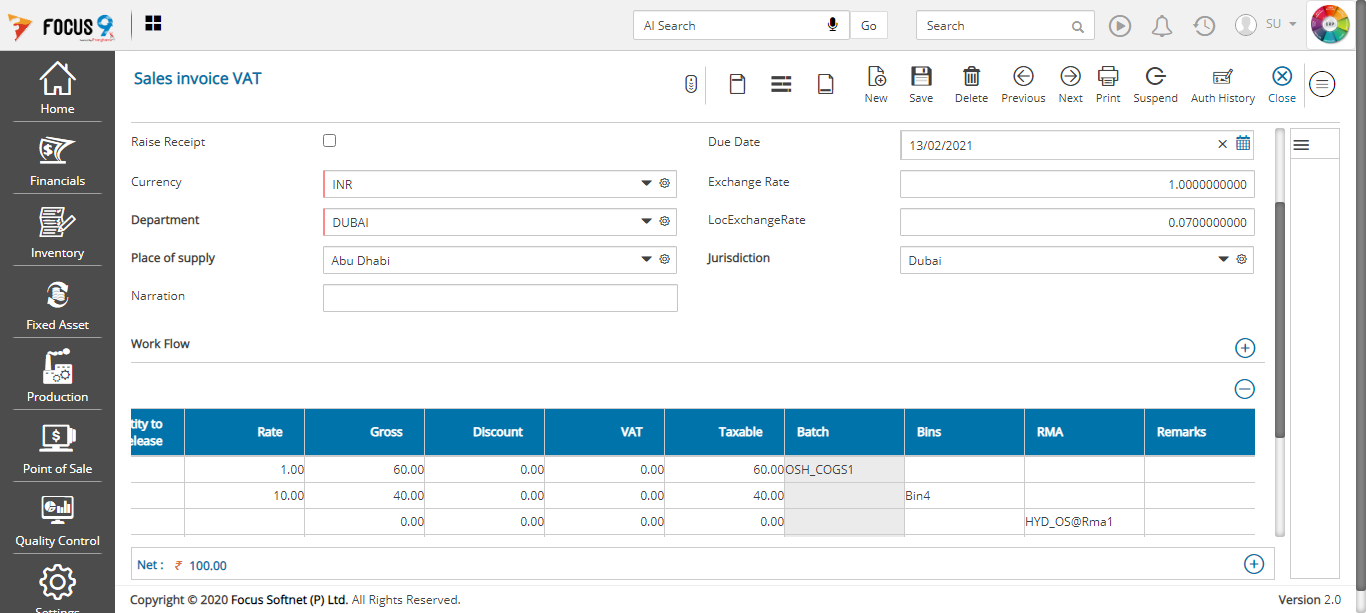 FOCUS 9
AI Search
Go
Search
SU
ERP
Home
Financials
Inventory
Fixed Asset
Production
Point of Sale
Quality Control
Settings
Sales invoice VAT
New
Save
Delete
Previous
Next
Print
Suspend
Auth History
Close
Raise Receipt
Due Date
13/02/2021
Currency
INR
Exchange Rate
1.0000000000
Department
DUBAI
LocExchangeRate
0.0700000000
Place of supply
Abu Dhabi
Jurisdiction
Dubai
Narration
Work Flow
tity to
elease
Rate
Gross
Discount
VAT
Taxable
Batch
Bins
RMA
Remarks
1.00 60.00 0.00 0.00 60.00 OSH_COGS1
10.00 40.00 0.00 0.00 40.00 Bin4
0.00 0.00 0.00 0.00 HYD_OS@Rma1
Net : ₹ 100.00
Copyright © 2020 Focus Softnet (P) Ltd. All Rights Reserved.
Version 2.0